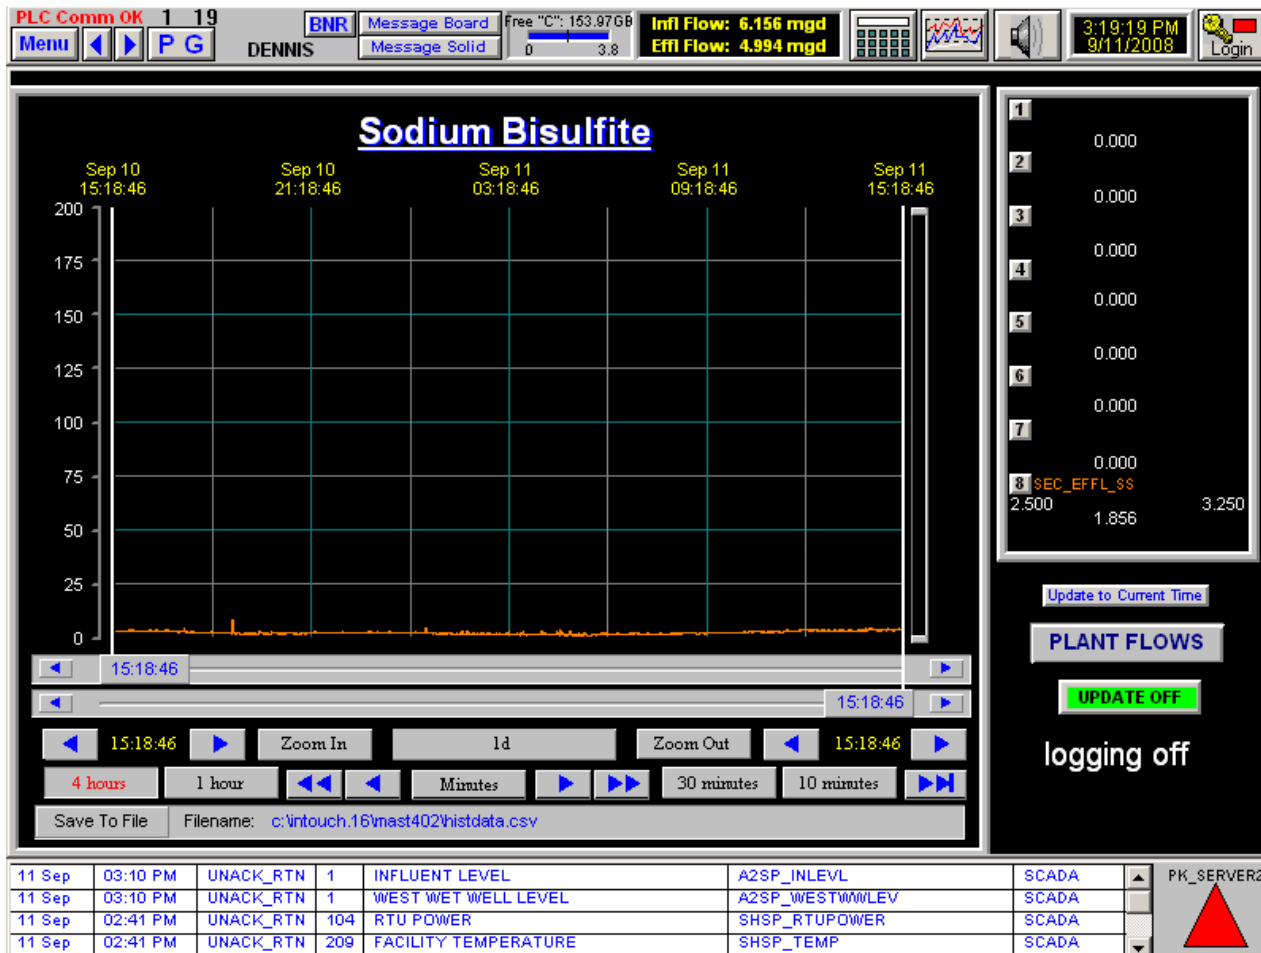 PLC Comm OK 1 19
Menu P G
DENNIS
BNR
Message Board
Message Solid
Free "C": 153.97GB
0 3.8
Infl Flow: 6.156 mgd
Effl Flow: 4.994 mgd
3:19:19 PM
9/11/2008
Login
Sodium Bisulfite
Sep 10 Sep 10 Sep 11 Sep 11 Sep 11
15:18:46 21:18:46 03:18:46 09:18:46 15:18:46
200
175
150
125
100
75
50
25
0
15:18:46
15:18:46
15:18:46 Zoom In 1d Zoom Out 15:18:46
4 hours 1 hour Minutes 30 minutes 10 minutes
Save To File Filename: c:\intouch.16\mast402\histdata.csv
1
0.000
2
0.000
3
0.000
4
0.000
5
0.000
6
0.000
7
0.000
8 SEC_EFFL_SS
2.500 3.250
1.856
Update to Current Time
PLANT FLOWS
UPDATE OFF
logging off
11 Sep 03:10 PM UNACK_RTN 1 INFLUENT LEVEL A2SP_INLEVL SCADA
11 Sep 03:10 PM UNACK_RTN 1 WEST WET WELL LEVEL A2SP_WESTWWLEV SCADA
11 Sep 02:41 PM UNACK_RTN 104 RTU POWER SHSP_RTUPOWER SCADA
11 Sep 02:41 PM UNACK_RTN 209 FACILITY TEMPERATURE SHSP_TEMP SCADA
PK_SERVER2